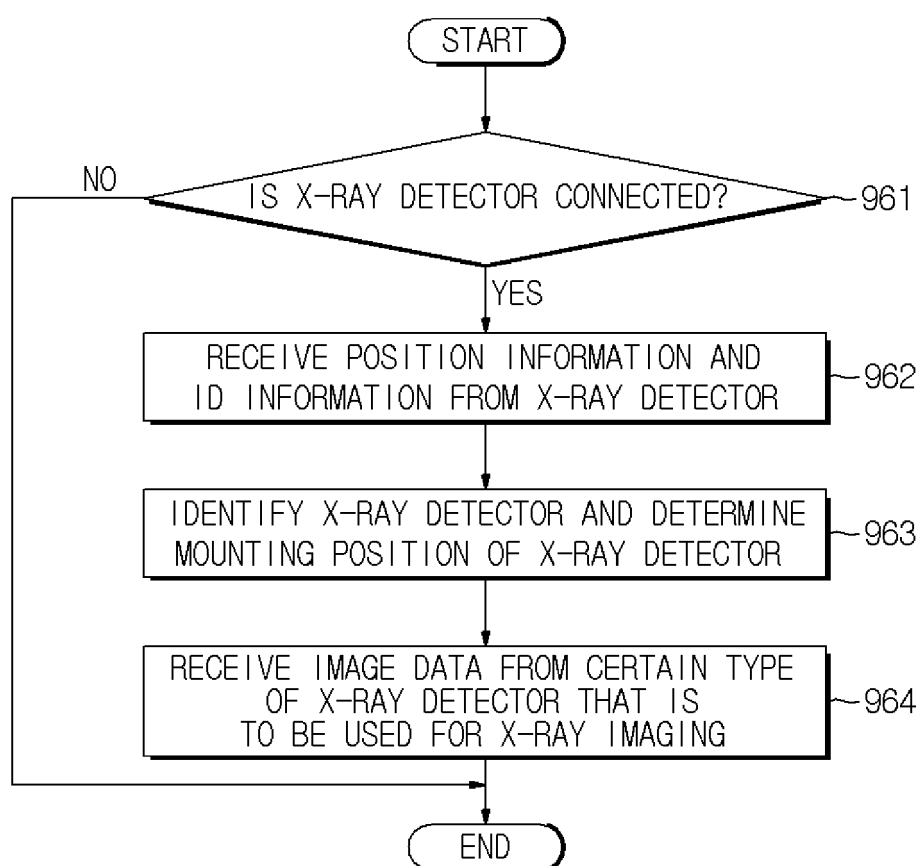 START
NO
IS X-RAY DETECTOR CONNECTED?
961
YES
RECEIVE POSITION INFORMATION AND
ID INFORMATION FROM X-RAY DETECTOR
962
IDENTIFY X-RAY DETECTOR AND DETERMINE
MOUNTING POSITION OF X-RAY DETECTOR
963
RECEIVE IMAGE DATA FROM CERTAIN TYPE
OF X-RAY DETECTOR THAT IS
TO BE USED FOR X-RAY IMAGING
964
END